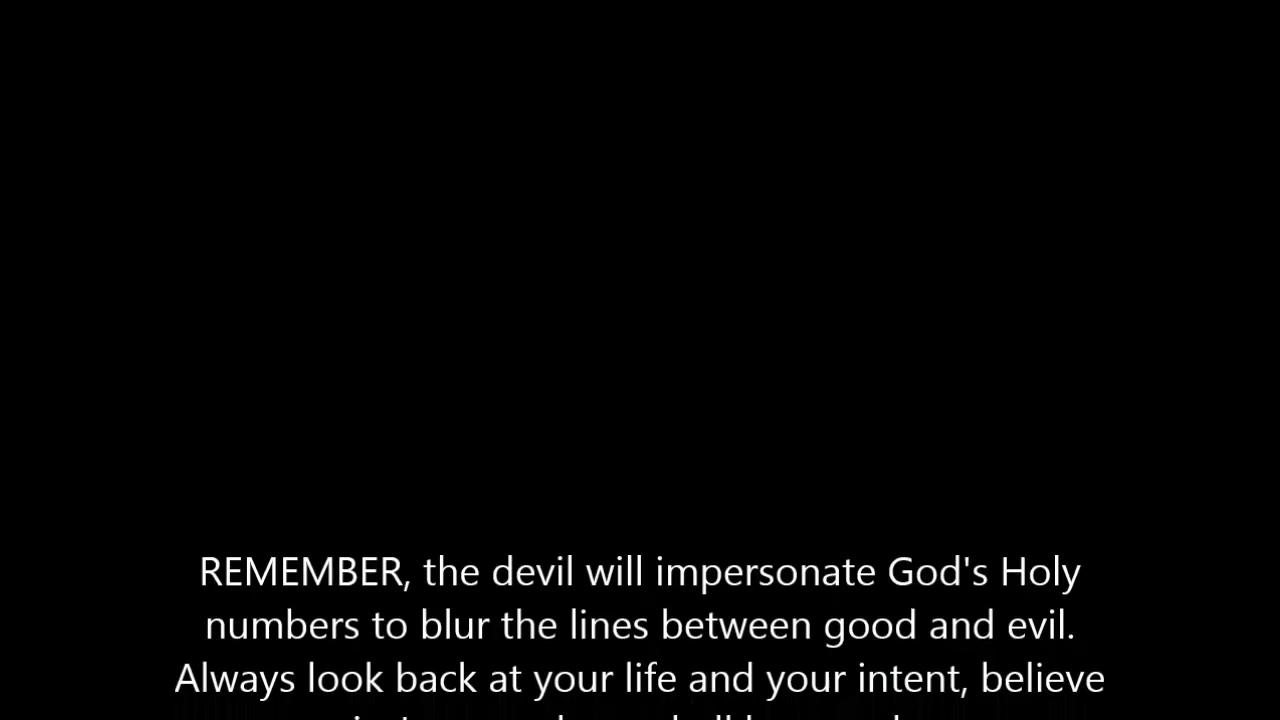 REMEMBER, the devil will impersonate God's Holy
numbers to blur the lines between good and evil.
Always look back at your life and your intent, believe